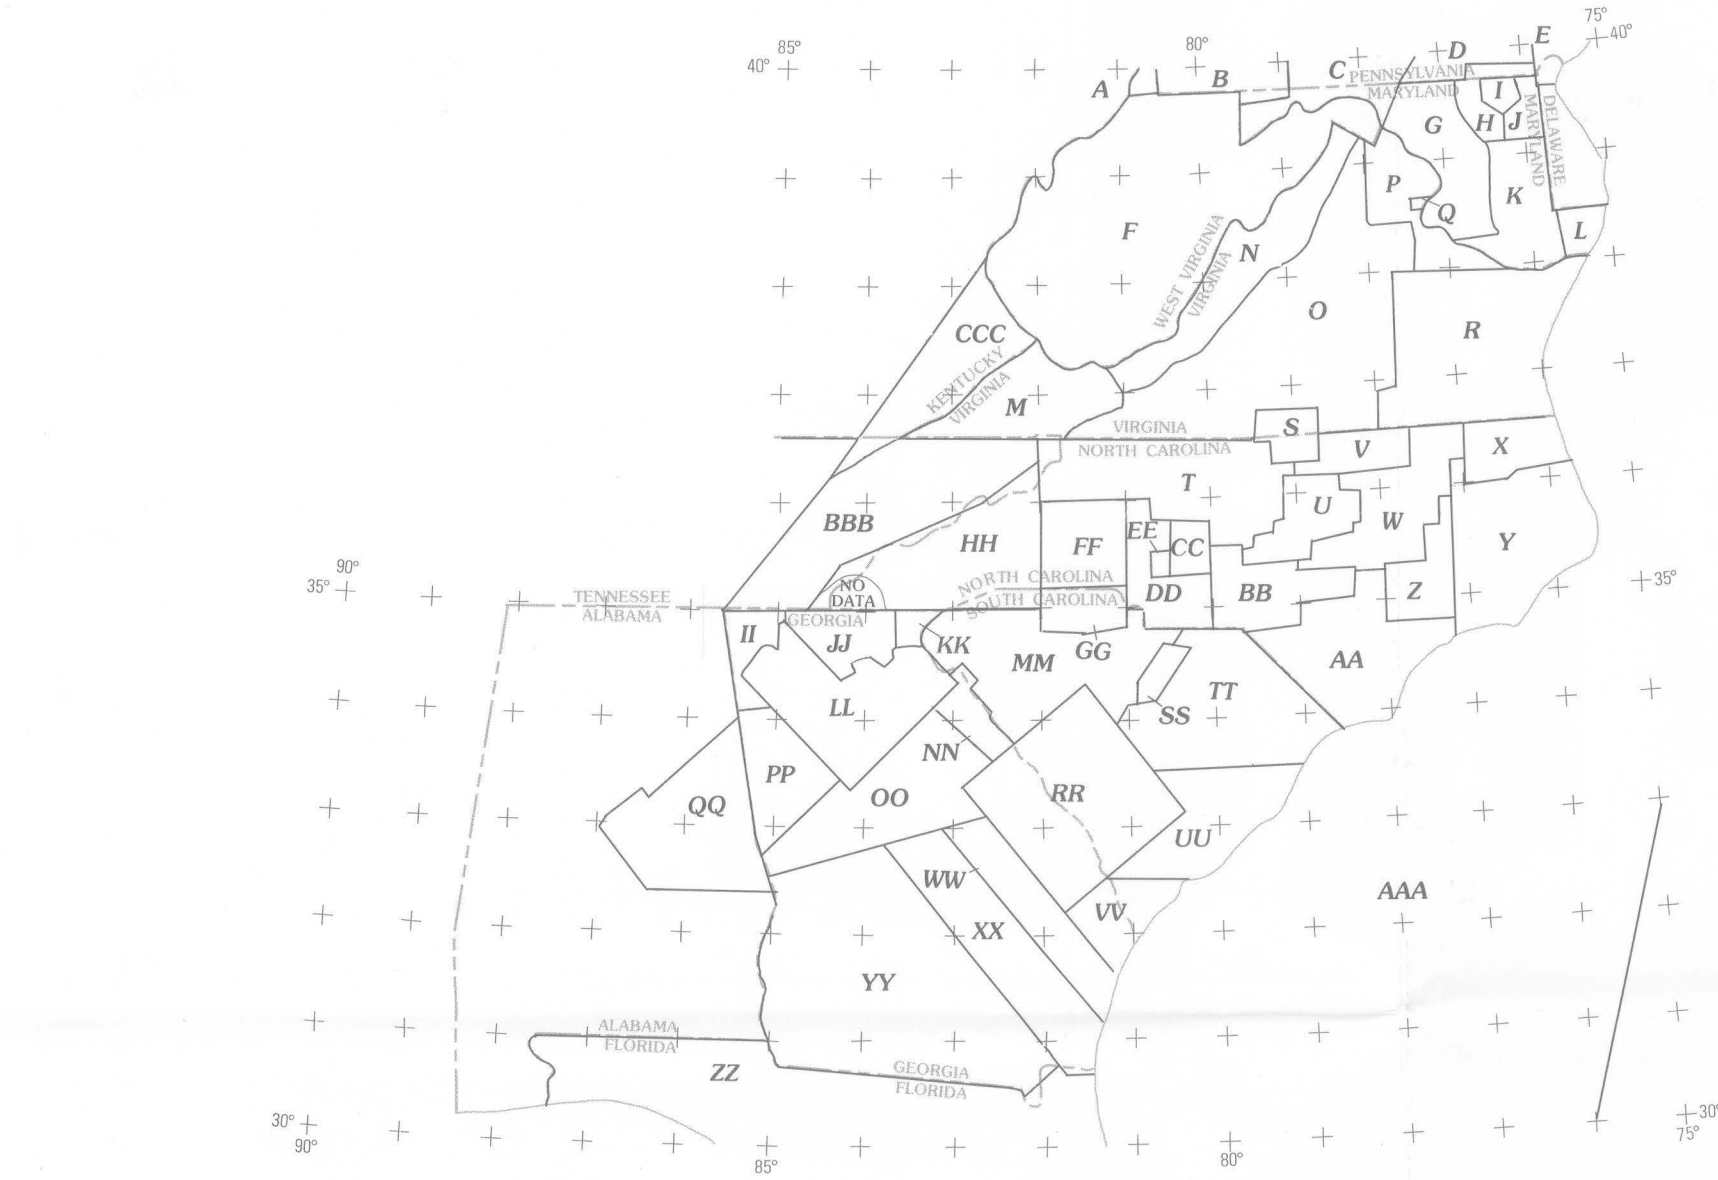 75°
40°
E
D
80°
85°
40°
C
PENNSYLVANIA
MARYLAND
B
A
I
G
H
J
MARYLAND
DELAWARE
P
K
Q
L
F
N
WEST VIRGINIA
VIRGINIA
O
R
CCC
KENTUCKY
VIRGINIA
M
VIRGINIA
NORTH CAROLINA
S
V
X
T
U
W
Y
BBB
HH
FF
EE
CC
90°
35°
35°
NO
DATA
NORTH CAROLINA
SOUTH CAROLINA
DD
BB
Z
TENNESSEE
ALABAMA
GEORGIA
II
JJ
KK
MM
GG
AA
LL
SS
TT
NN
PP
QQ
OO
RR
UU
WW
AAA
VV
XX
YY
ALABAMA
FLORIDA
ZZ
GEORGIA
FLORIDA
30°
90°
85°
80°
30°
75°